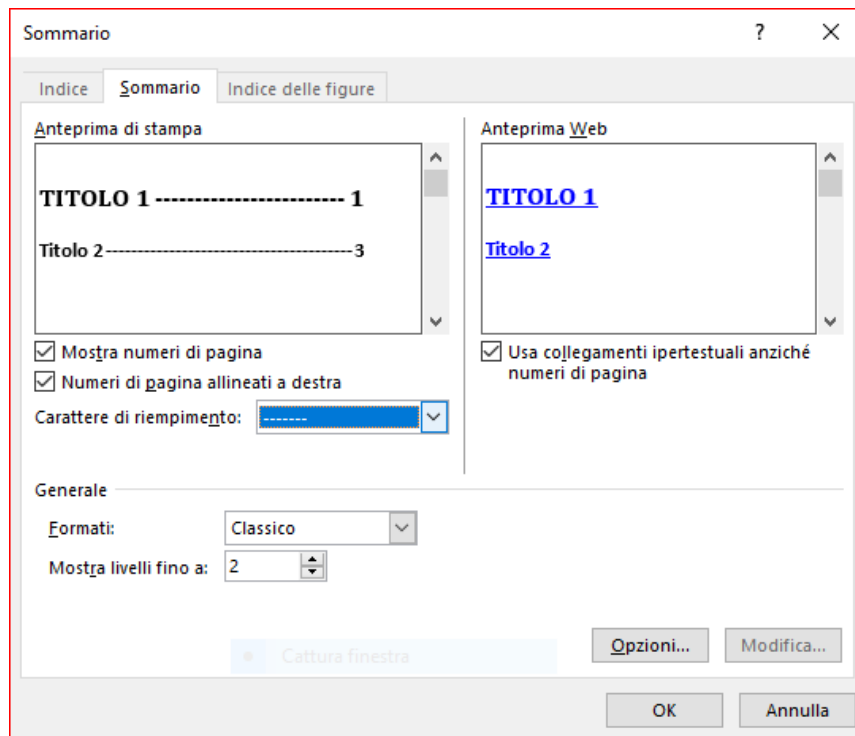 Sommario ?
Indice Sommario Indice delle figure
Anteprima di stampa
TITOLO 1 ------------------------ 1
Titolo 2--------------------------------------3
Anteprima Web
TITOLO 1
Titolo 2
Mostra numeri di pagina
Numeri di pagina allineati a destra
Carattere di riempimento: -------
Usa collegamenti ipertestuali anziché
numeri di pagina
Generale
Formati: Classico
Mostra livelli fino a: 2
Cattura finestra
Opzioni... Modifica...
OK Annulla